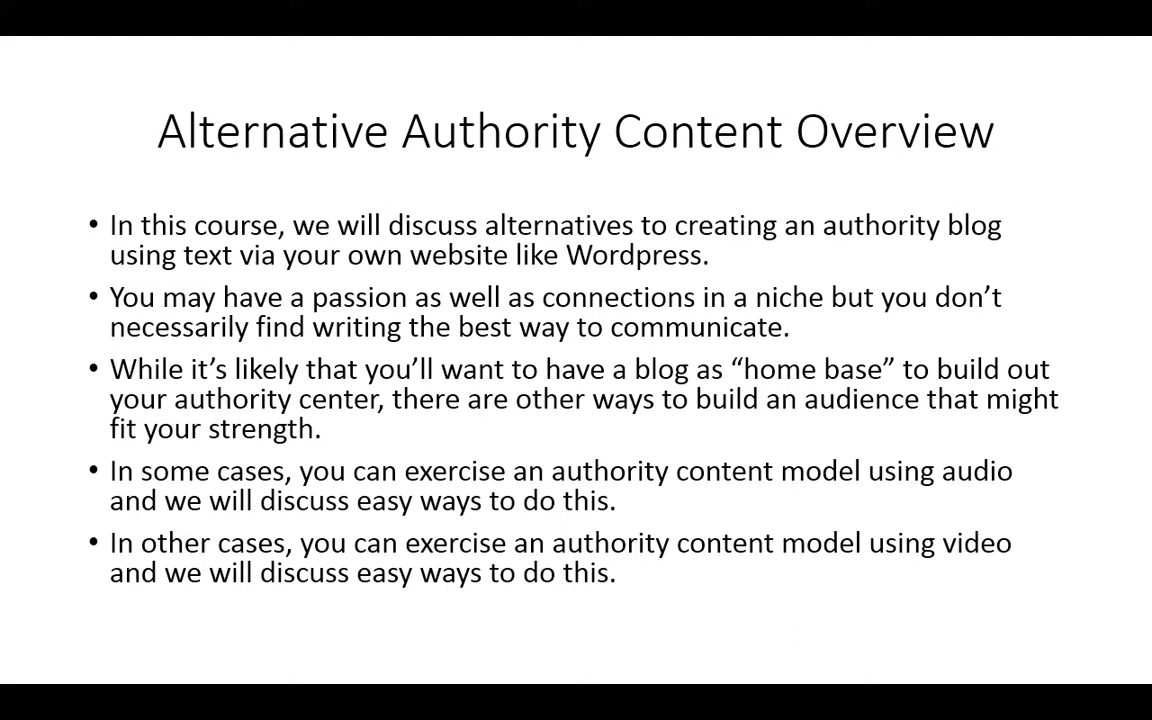 Alternative Authority Content Overview
• In this course, we will discuss alternatives to creating an authority blog
using text via your own website like Wordpress.
• You may have a passion as well as connections in a niche but you don’t
necessarily find writing the best way to communicate.
• While it’s likely that you’ll want to have a blog as “home base” to build out
your authority center, there are other ways to build an audience that might
fit your strength.
• In some cases, you can exercise an authority content model using audio
and we will discuss easy ways to do this.
• In other cases, you can exercise an authority content model using video
and we will discuss easy ways to do this.